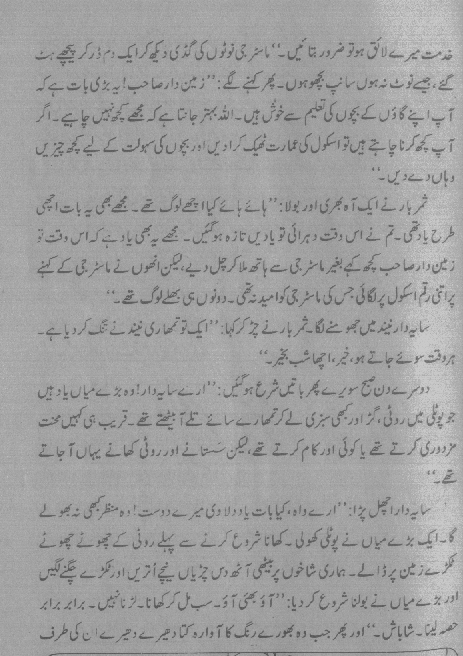 خدمت میرے لائق ہو تو ضرور بتائیں۔‘‘ ماسٹر جی نوٹوں کی گڈی دیکھ کر ایک دم ڈر کر پیچھے ہٹ
گئے، جیسے نوٹ نہ ہوں سانپ بچھو ہوں۔ پھر کہنے لگے: ’’زمین دار صاحب! یہ بڑی بات ہے کہ
آپ اپنے گاؤں کے بچوں کی تعلیم سے خوش ہیں۔ اللہ بہتر جانتا ہے کہ مجھے کچھ نہیں چاہیے۔ اگر
آپ کچھ کرنا چاہتے ہیں تو اسکول کی عمارت ٹھیک کرا دیں اور بچوں کی سہولت کے لیے کچھ چیزیں
وہاں دے دیں۔‘‘
ثمر بار نے ایک آہ بھری اور بولا: ’’ہائے ہائے کیا اچھے لوگ تھے۔ مجھے بھی یہ بات اچھی
طرح یاد تھی۔ تم نے اس وقت دہرائی تو یادیں تازہ ہو گئیں۔ مجھے یہ بھی یاد ہے کہ اس وقت تو
زمین دار صاحب کچھ کہے بغیر ماسٹر جی سے ہاتھ ملا کر چل دیے، لیکن انھوں نے ماسٹر جی کے کہنے
پر اتنی رقم اسکول پر لگائی جس کی ماسٹر جی کو امید نہ تھی۔ دونوں ہی بھلے لوگ تھے۔‘‘
سایہ دار نیند میں جھومنے لگا۔ ثمر بار نے چڑ کر کہا: ’’ایک تو تمھاری نیند نے تنگ کر دیا ہے۔
ہر وقت سوئے جاتے ہو، خیر، اچھا شب بخیر۔‘‘
دوسرے دن صبح سویرے پھر باتیں شروع ہو گئیں: ’’ارے سایہ دار! وہ بڑے میاں یاد ہیں
جو پوٹلی میں روٹی، گڑ اور کبھی سبزی لے کر تمھارے سائے تلے آ بیٹھتے تھے۔ قریب ہی کہیں محنت
مزدوری کرتے تھے یا کوئی اور کام کرتے تھے، لیکن سستانے اور روٹی کھانے یہاں آ جاتے
تھے۔‘‘
سایہ دار اچھل پڑا: ’’ارے واہ، کیا بات یاد دلا دی میرے دوست! وہ منظر کبھی نہ بھولے
گا۔ ایک بڑے میاں نے پوٹلی کھولی۔ کھانا شروع کرنے سے پہلے روٹی کے چھوٹے چھوٹے
ٹکڑے زمین پر ڈالے۔ ہماری شاخوں پر بیٹھی آٹھ دس چڑیاں نیچے اُتریں اور ٹکڑے چگنے لگیں
اور بڑے میاں نے بولنا شروع کر دیا: ’’آؤ بھئی آؤ۔ سب مل کر کھانا۔ لڑنا نہیں۔ برابر برابر
حصہ لینا۔ شاباش۔‘‘ اور پھر جب وہ بھورے رنگ کا آوارہ کتا دھیرے دھیرے ان کی طرف